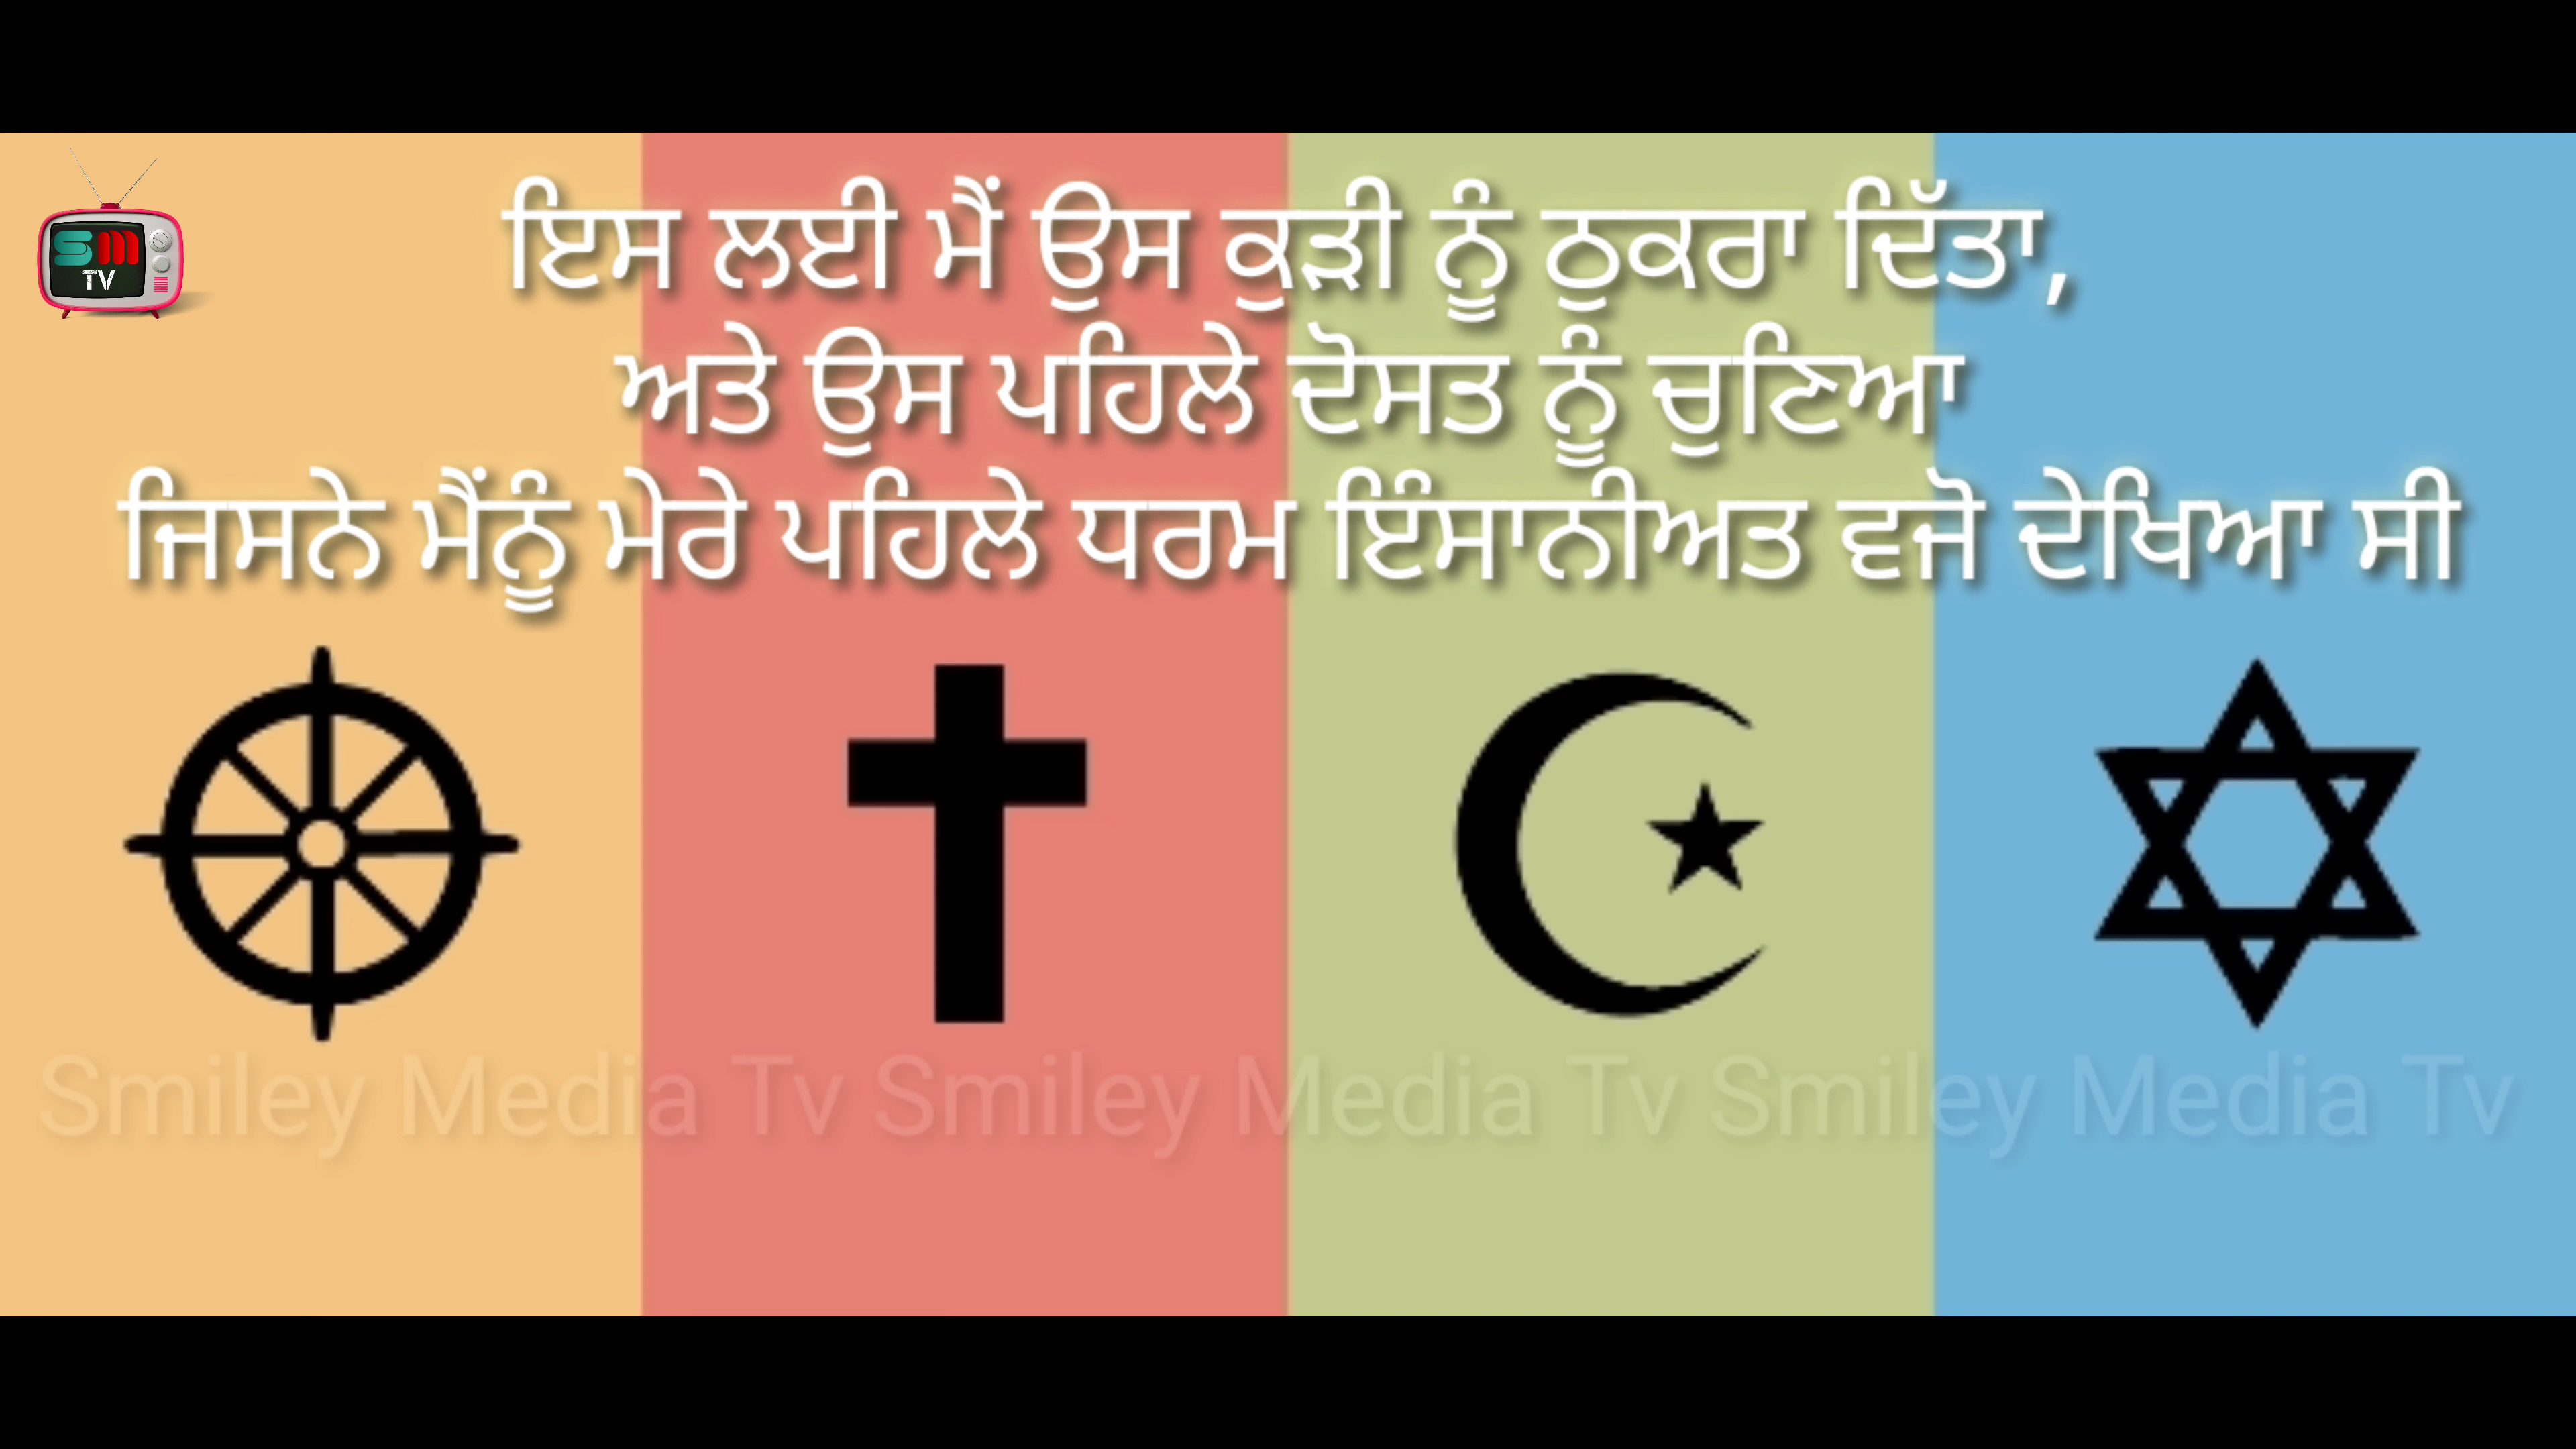 SM
TV
ਇਸ ਲਈ ਮੈਂ ਉਸ ਕੁੜੀ ਨੂੰ ਠੁਕਰਾ ਦਿੱਤਾ,
ਅਤੇ ਉਸ ਪਹਿਲੇ ਦੋਸਤ ਨੂੰ ਚੁਣਿਆ
ਜਿਸਨੇ ਮੈਂਨੂੰ ਮੇਰੇ ਪਹਿਲੇ ਧਰਮ ਇੰਸਾਨੀਅਤ ਵਜੋ ਦੇਖਿਆ ਸੀ
Smiley Media Tv Smiley Media Tv Smiley Media Tv